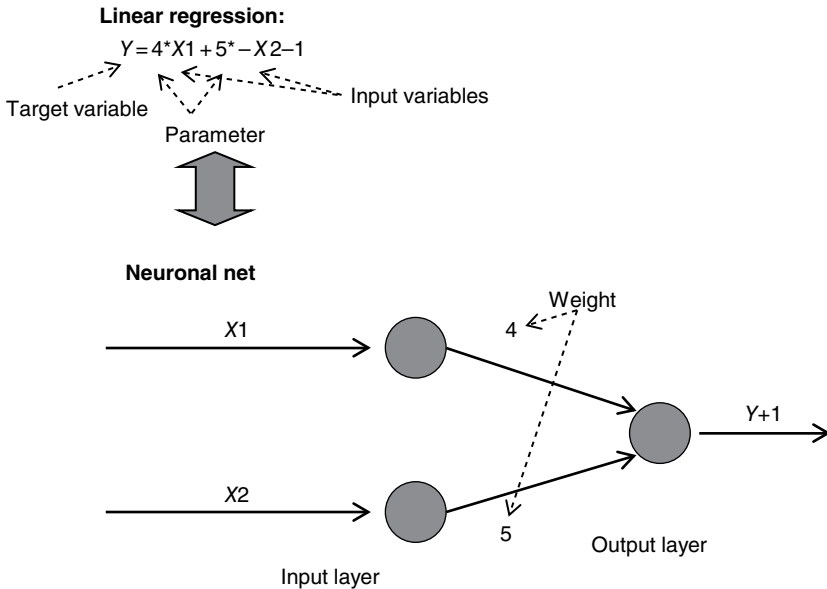 Linear regression:
Y=4*X1+5*–X2–1
Target variable
Input variables
Parameter
Neuronal net
Weight
X1
4
Y+1
X2
5
Output layer
Input layer